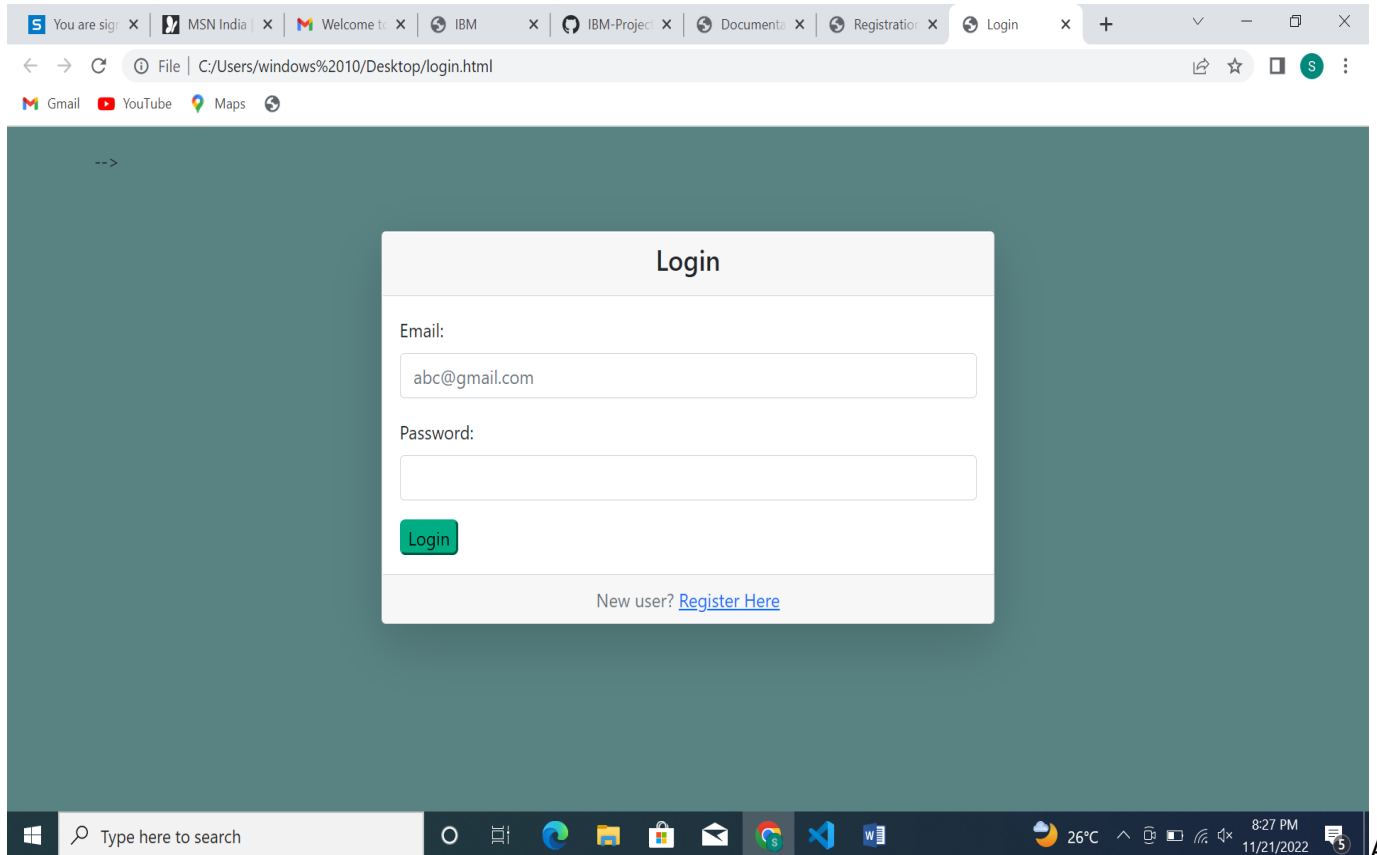 You are sign MSN India Welcome to IBM IBM-Project Documenta Registration Login
File C:/Users/windows%2010/Desktop/login.html S
Gmail YouTube Maps
-->
Login
Email:
abc@gmail.com
Password:
Login
New user? Register Here
Type here to search 26°C 8:27 PM
11/21/2022 5